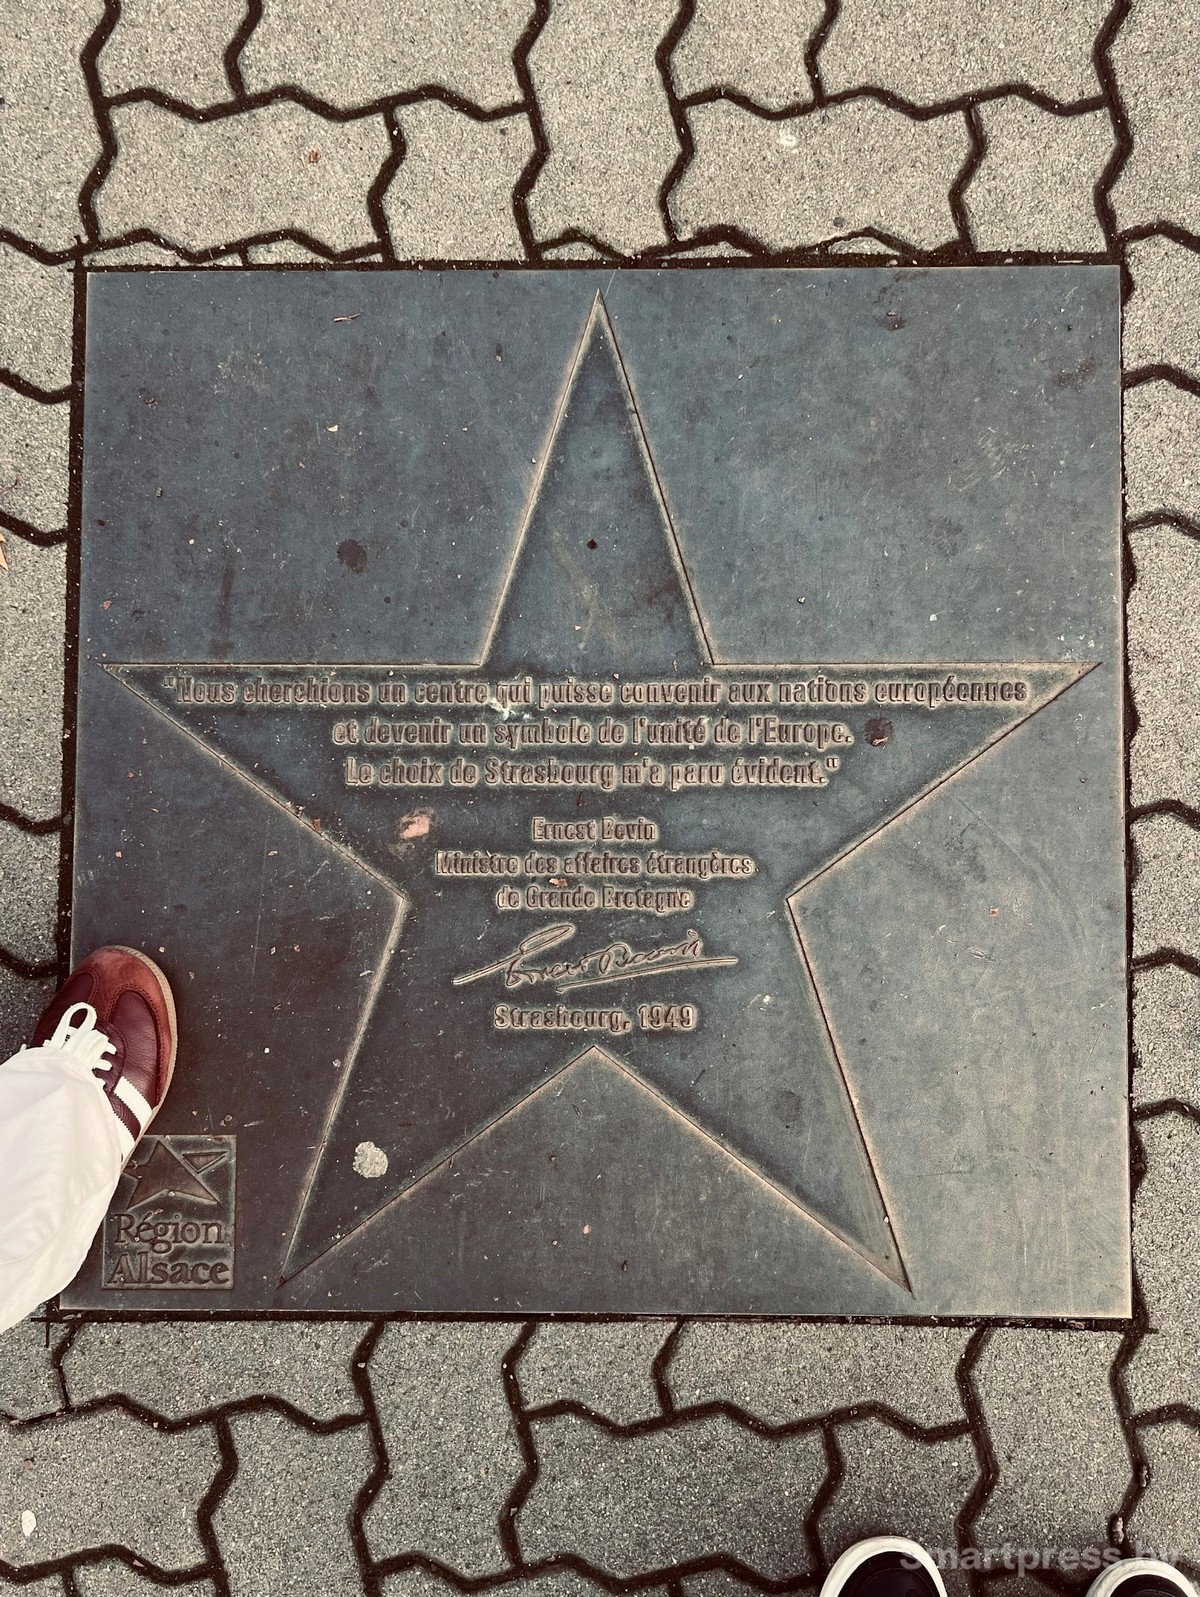 "Nous cherchions un centre qui puisse convenir aux nations européennes
et devenir un symbole de l'unité de l'Europe.
Le choix de Strasbourg m'a paru évident."
Ernest Bevin
Ministre des affaires étrangères
de Grande Bretagne
Ernest Bevin
Strasbourg, 1949
Région
Alsace
Smartpress.by